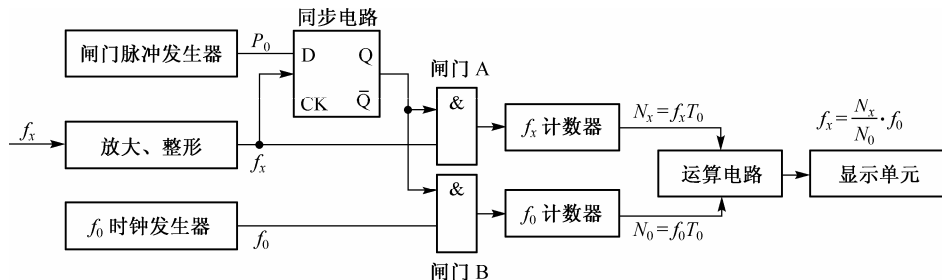 同步电路
闸门脉冲发生器
P₀
D Q
CK Q̄
闸门 A
&
fₓ
放大、整形
fₓ
fₓ 计数器
Nₓ=fₓT₀
fₓ=Nₓ/N₀·f₀
运算电路
显示单元
&
f₀ 时钟发生器
f₀
f₀ 计数器
N₀=f₀T₀
闸门 B